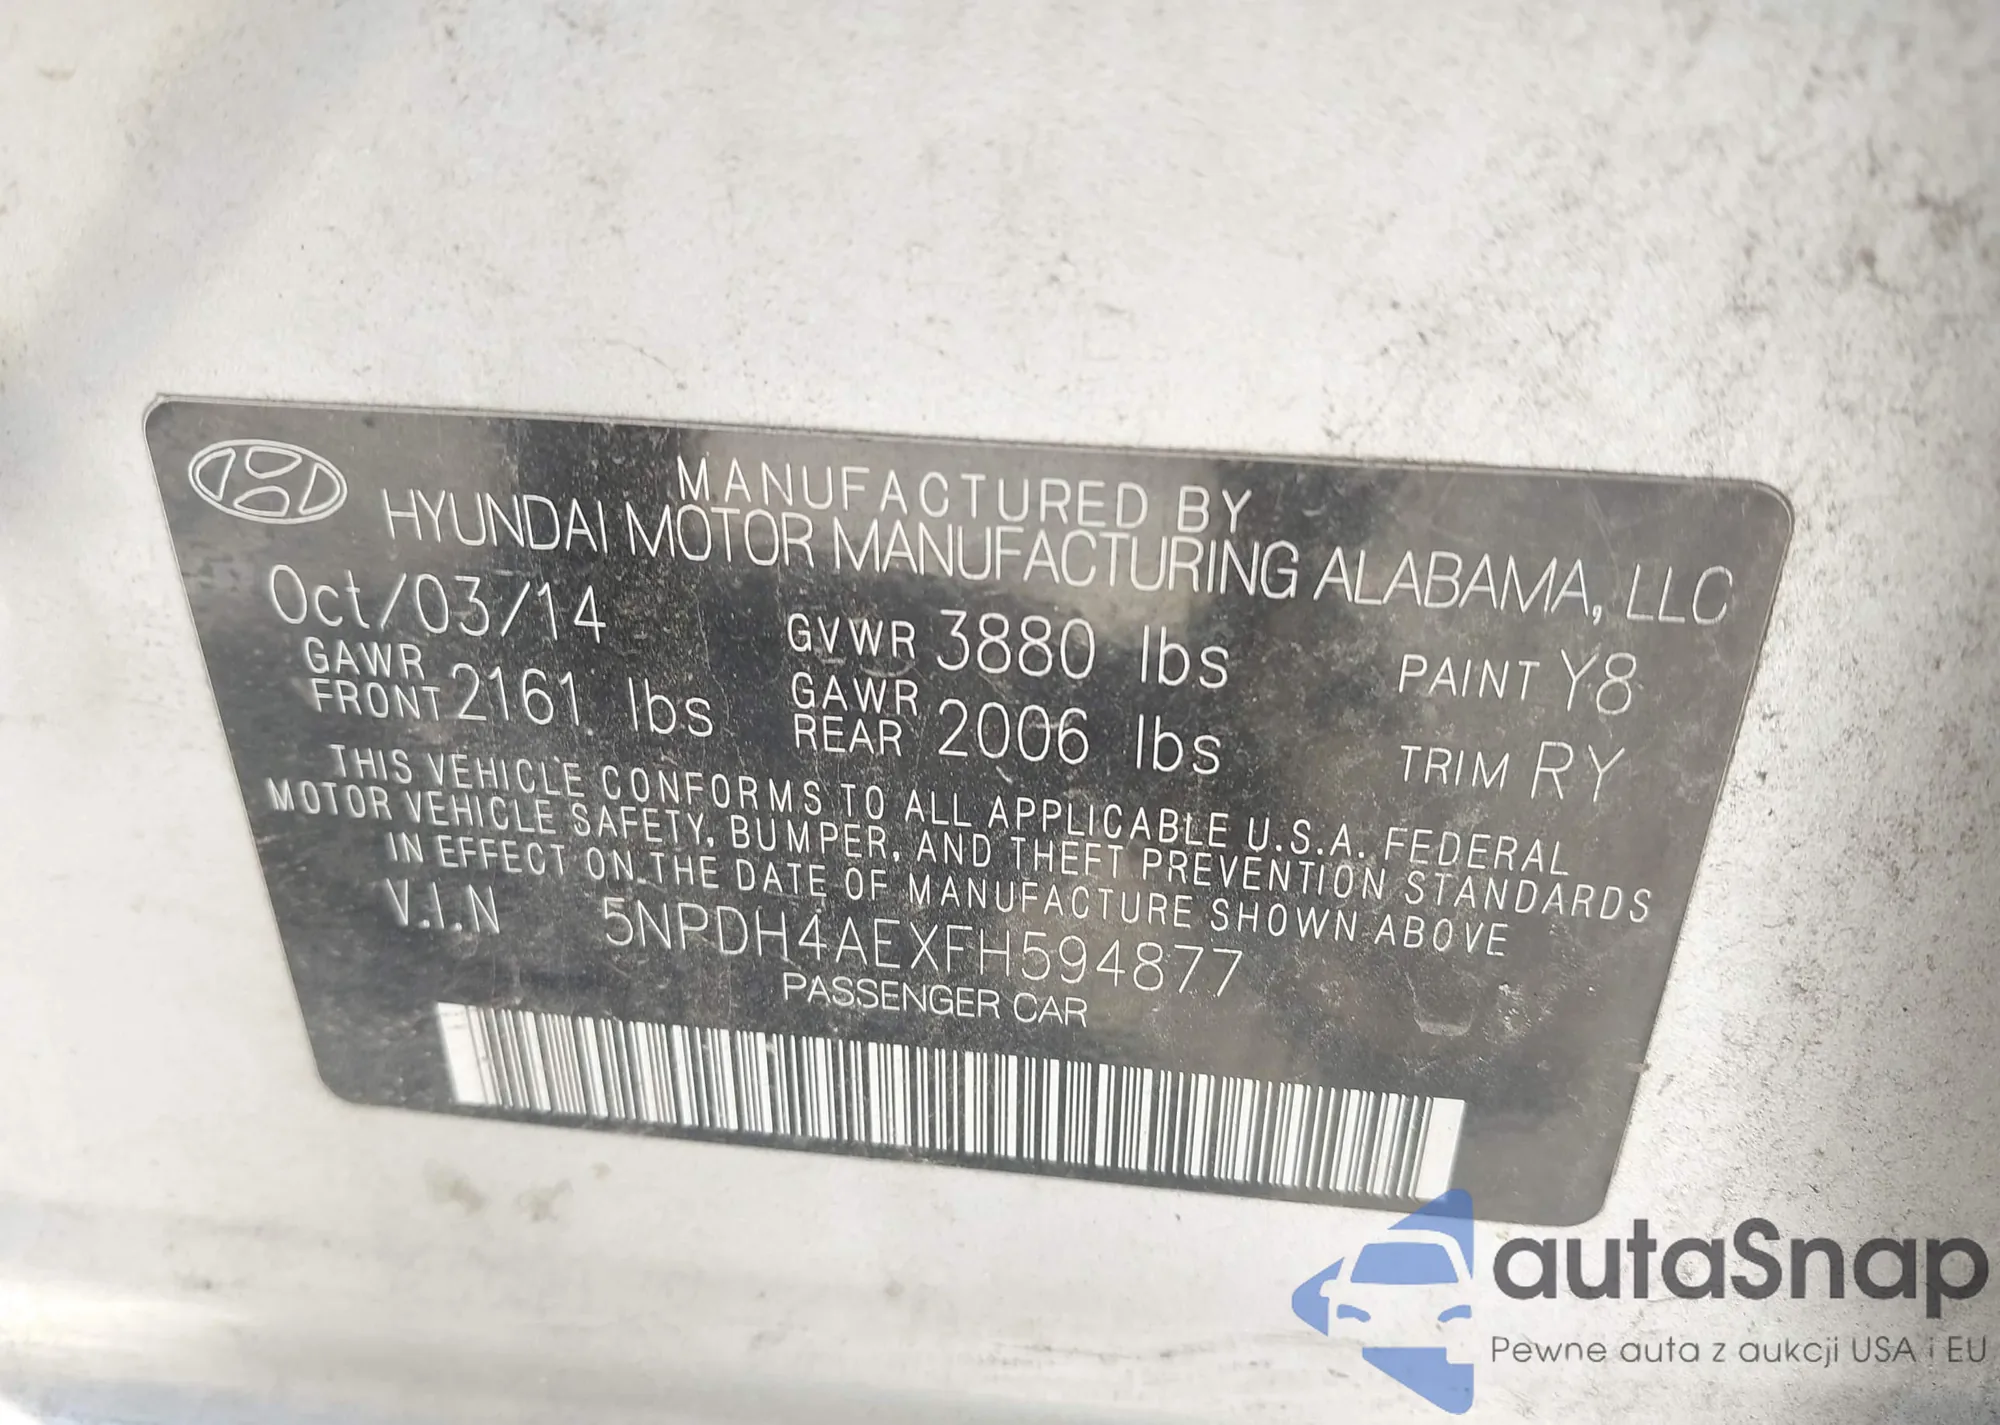 MANUFACTURED BY
HYUNDAI MOTOR MANUFACTURING ALABAMA, LLC
Oct/03/14 GVWR 3880 lbs PAINT Y8
GAWR FRONT 2161 lbs GAWR REAR 2006 lbs TRIM RY
THIS VEHICLE CONFORMS TO ALL APPLICABLE U.S.A. FEDERAL
MOTOR VEHICLE SAFETY, BUMPER, AND THEFT PREVENTION STANDARDS
IN EFFECT ON THE DATE OF MANUFACTURE SHOWN ABOVE
V.I.N 5NPDH4AEXFH594877
PASSENGER CAR
autaSnap
Pewne auta z aukcji USA i EU